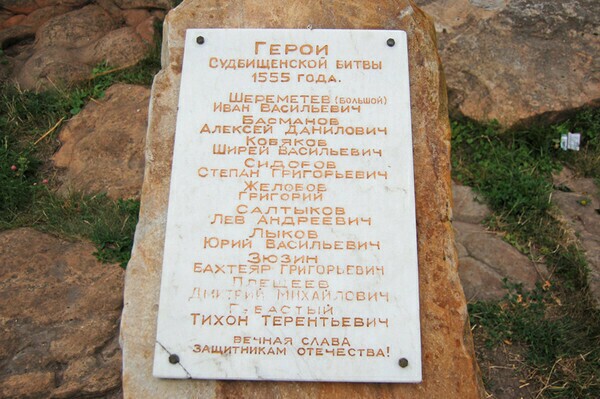 Герои
Судбищенской битвы
1555 года.
Шереметев (большой)
Иван Васильевич
Басманов
Алексей Данилович
Кобяков
Ширей Васильевич
Сидоров
Степан Григорьевич
Желобов
Григорий
Салтыков
Лев Андреевич
Лыков
Юрий Васильевич
Зюзин
Бахтеяр Григорьевич
Плещеев
Дмитрий Михайлович
Тихон Терентьевич
Вечная слава
защитникам Отечества!